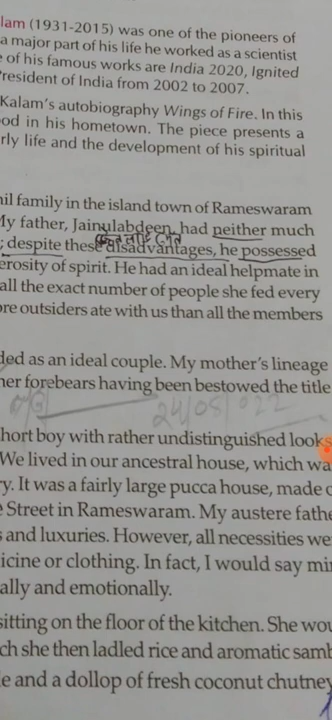 lam (1931-2015) was one of the pioneers of
a major part of his life he worked as a scientist
of his famous works are India 2020, Ignited
President of India from 2002 to 2007.
Kalam's autobiography Wings of Fire. In this
od in his hometown. The piece presents a
rly life and the development of his spiritual
nil family in the island town of Rameswaram
My father, Jainulabdeen, had neither much
; despite these disadvantages, he possessed
erosity of spirit. He had an ideal helpmate in
all the exact number of people she fed every
ore outsiders ate with us than all the members
ded as an ideal couple. My mother's lineage
her forebears having been bestowed the title
24/05/022
hort boy with rather undistinguished looks
We lived in our ancestral house, which wa
ry. It was a fairly large pucca house, made o
e Street in Rameswaram. My austere fathe
s and luxuries. However, all necessities we
icine or clothing. In fact, I would say mi
ally and emotionally.
sitting on the floor of the kitchen. She wou
ch she then ladled rice and aromatic samb
e and a dollop of fresh coconut chutney